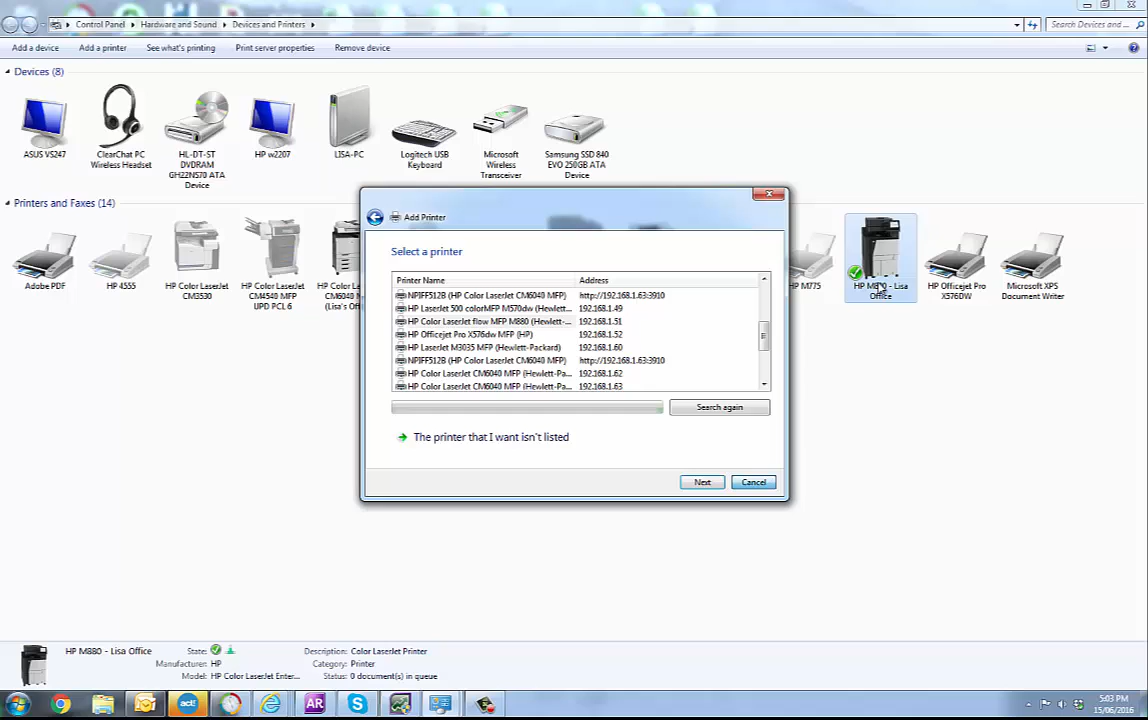 Control Panel ▸ Hardware and Sound ▸ Devices and Printers ▸
Search Devices and ...
Add a device
Add a printer
See what's printing
Print server properties
Remove device
Devices (8)
ASUS VS247
ClearChat PC
Wireless Headset
HL-DT-ST
DVDRAM
GH22NS70 ATA
Device
HP w2207
LISA-PC
Logitech USB
Keyboard
Microsoft
Wireless
Transceiver
Samsung SSD 840
EVO 250GB ATA
Device
Printers and Faxes (14)
Adobe PDF
HP 4555
HP Color LaserJet
CM3530
HP Color LaserJet
CM4540 MFP
UPD PCL 6
HP Color La
CM6040 M
(Lisa's Of
HP M775
HP M880 - Lisa
Office
HP Officejet Pro
X576DW
Microsoft XPS
Document Writer
Add Printer
Select a printer
Printer Name
Address
NPIFF512B (HP Color LaserJet CM6040 MFP) http://192.168.1.63:3910
HP LaserJet 500 colorMFP M570dw (Hewlett... 192.168.1.49
HP Color LaserJet flow MFP M880 (Hewlett-... 192.168.1.51
HP Officejet Pro X576dw MFP (HP) 192.168.1.52
HP LaserJet M3035 MFP (Hewlett-Packard) 192.168.1.60
NPIFF512B (HP Color LaserJet CM6040 MFP) http://192.168.1.63:3910
HP Color LaserJet CM6040 MFP (Hewlett-Pa... 192.168.1.62
HP Color LaserJet CM6040 MFP (Hewlett-Pa... 192.168.1.63
Search again
The printer that I want isn't listed
Next
Cancel
HP M880 - Lisa Office
State:
Description: Color LaserJet Printer
Manufacturer: HP
Category: Printer
Model: HP Color LaserJet Enter...
Status: 0 document(s) in queue
act!
AR
5:03 PM
15/06/2016